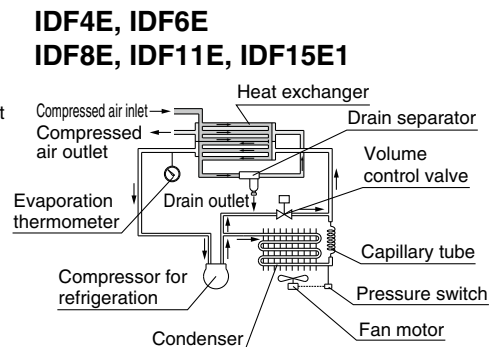 IDF4E, IDF6E
IDF8E, IDF11E, IDF15E1
Heat exchanger
Compressed air inlet
Compressed
air outlet
Drain separator
Volume
control valve
Evaporation
thermometer
Drain outlet
Capillary tube
Compressor for
refrigeration
Pressure switch
Fan motor
Condenser